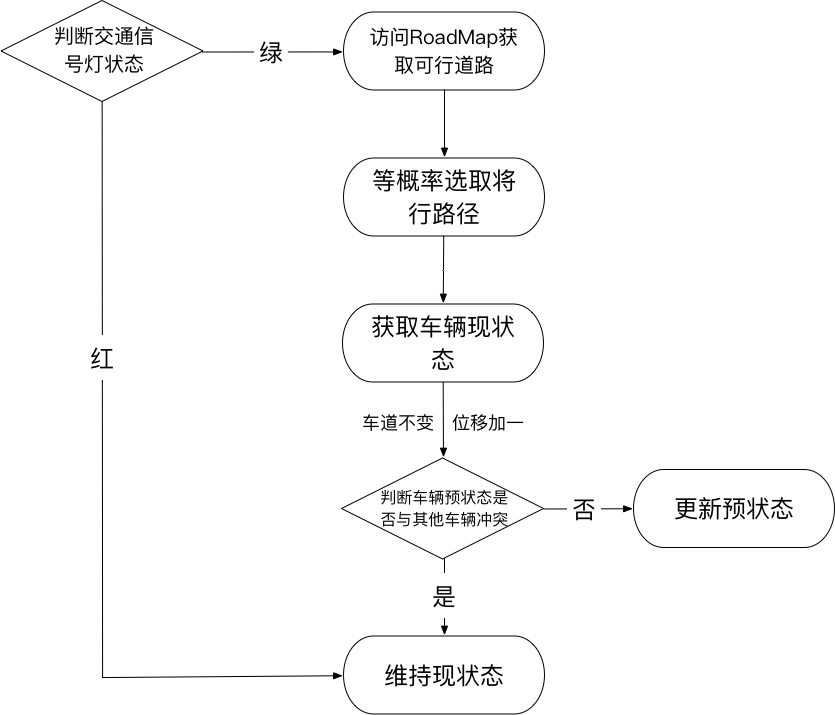 判断交通信
号灯状态
绿
访问RoadMap获
取可行道路
等概率选取将
行路径
获取车辆现状
态
红
车道不变 位移加一
判断车辆预状态是
否与其他车辆冲突
否
更新预状态
是
维持现状态